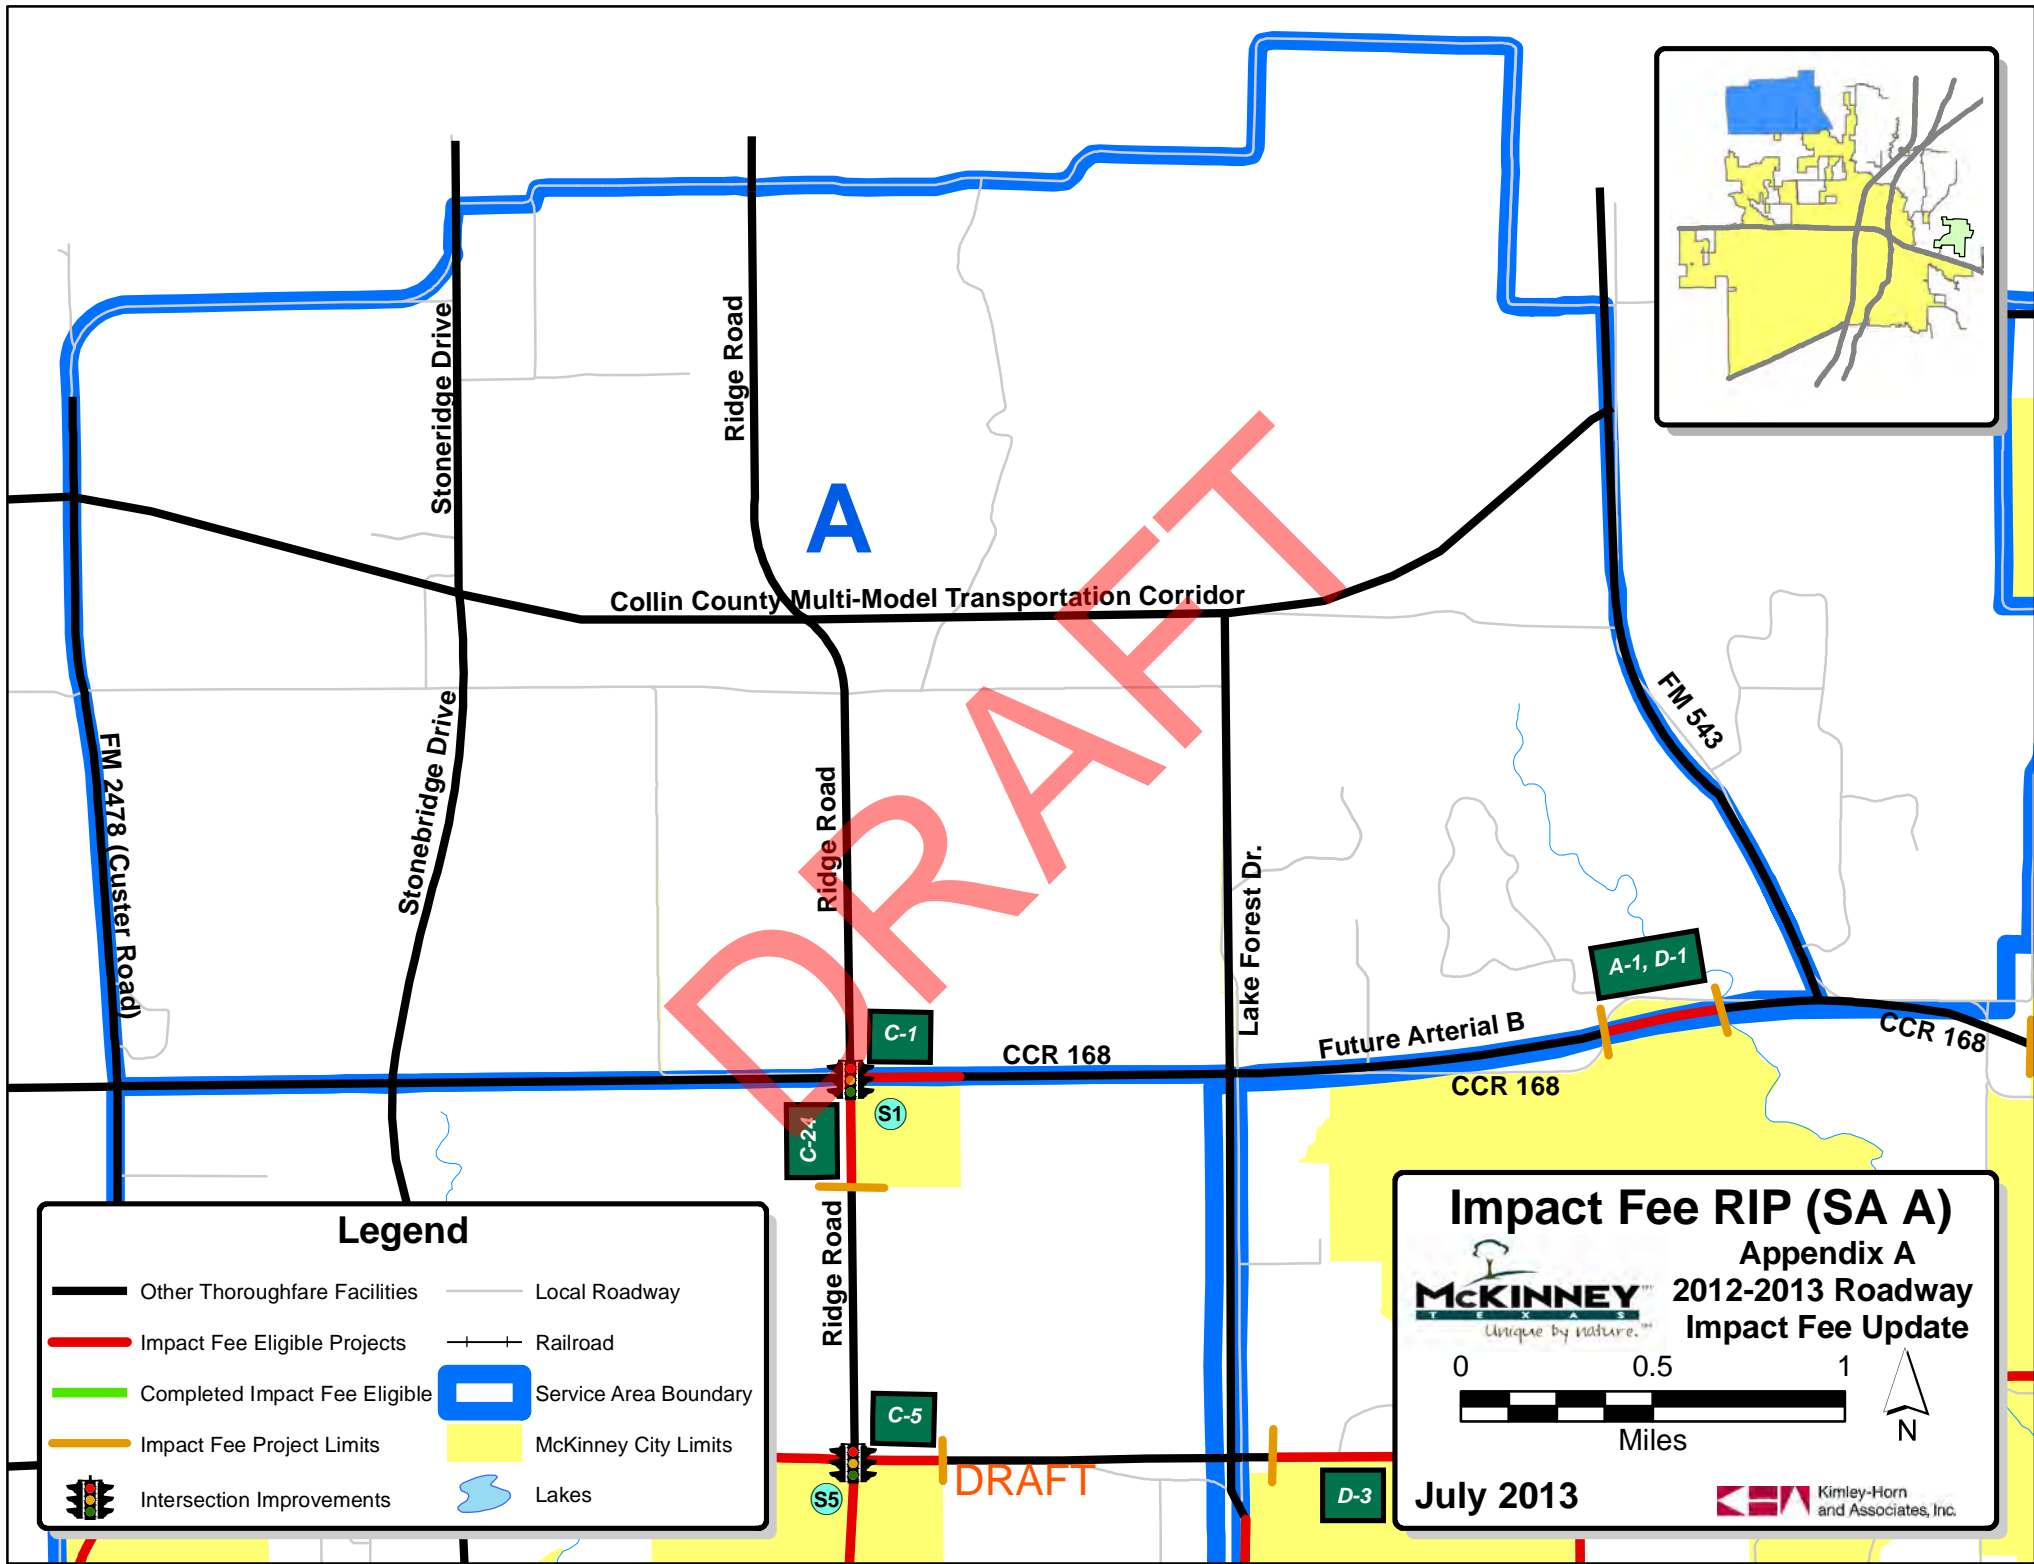 Stoneridge Drive
Ridge Road
A
Collin County Multi-Model Transportation Corridor
FM 543
FM 2478 (Custer Road)
Stonebridge Drive
Ridge Road
Lake Forest Dr.
DRAFT
A-1, D-1
C-1
CCR 168
Future Arterial B
CCR 168
CCR 168
S1
C-24
Ridge Road
C-5
S5
DRAFT
D-3
Legend
Other Thoroughfare Facilities
Local Roadway
Impact Fee Eligible Projects
Railroad
Completed Impact Fee Eligible
Service Area Boundary
Impact Fee Project Limits
McKinney City Limits
Intersection Improvements
Lakes
Impact Fee RIP (SA A)
Appendix A
2012-2013 Roadway
Impact Fee Update
McKINNEY
TEXAS
Unique by nature.™
0 0.5 1
Miles
N
July 2013
Kimley-Horn
and Associates, Inc.